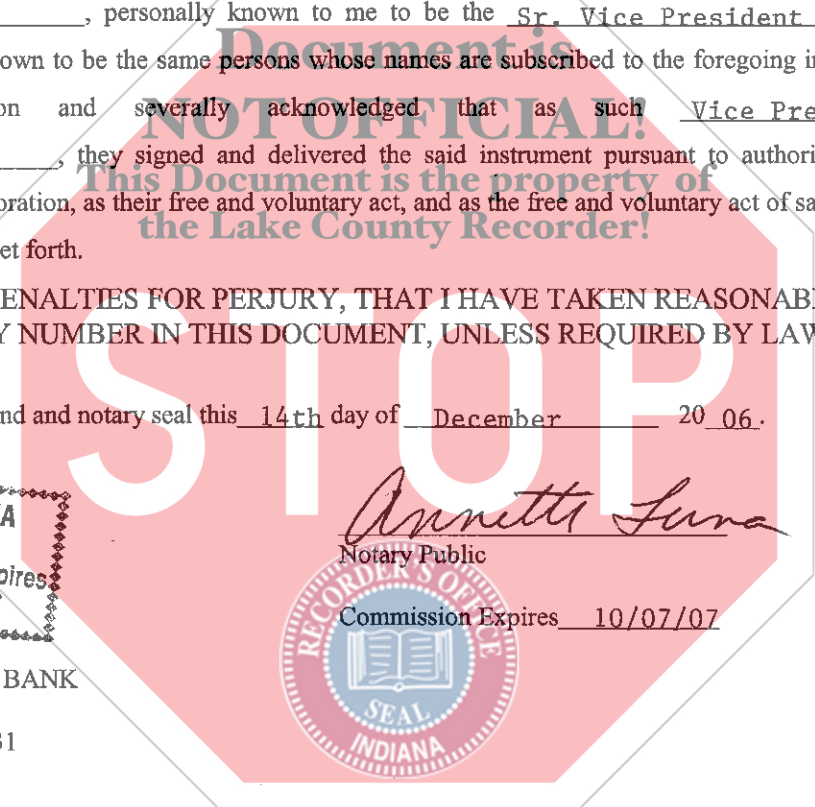 , personally known to me to be the Sr. Vice President
Document is
own to be the same persons whose names are subscribed to the foregoing in
on and severally acknowledged that as such Vice Pre
NOT OFFICIAL!
, they signed and delivered the said instrument pursuant to authori
This Document is the property of
oration, as their free and voluntary act, and as the free and voluntary act of sa
the Lake County Recorder!
et forth.
ENALTIES FOR PERJURY, THAT I HAVE TAKEN REASONABL
Y NUMBER IN THIS DOCUMENT, UNLESS REQUIRED BY LAW
STOP
nd and notary seal this 14th day of December 20 06.
A
Annette Luna
Notary Public
pires
RECORDER'S OFFICE
Commission Expires 10/07/07
BANK
SEAL
INDIANA
31